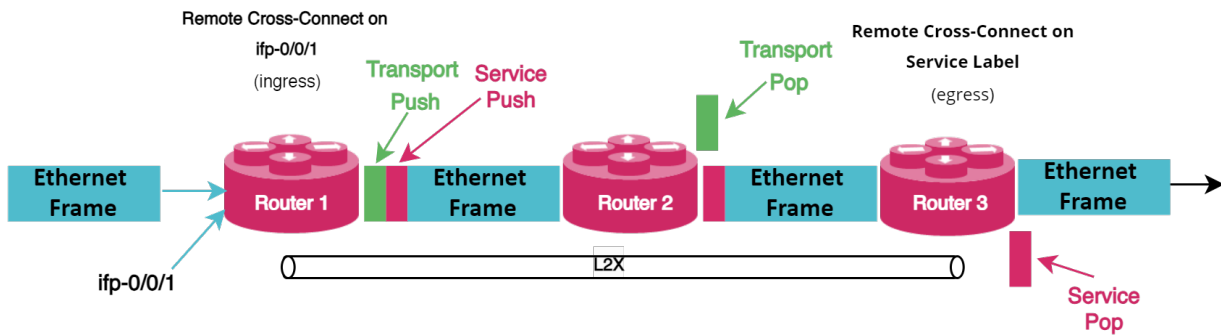 Remote Cross-Connect on
ifp-0/0/1
(ingress)
Transport
Push
Service
Push
Transport
Pop
Remote Cross-Connect on
Service Label
(egress)
Ethernet
Frame
Router 1
Ethernet
Frame
Router 2
Ethernet
Frame
Router 3
Ethernet
Frame
ifp-0/0/1
L2X
Service
Pop